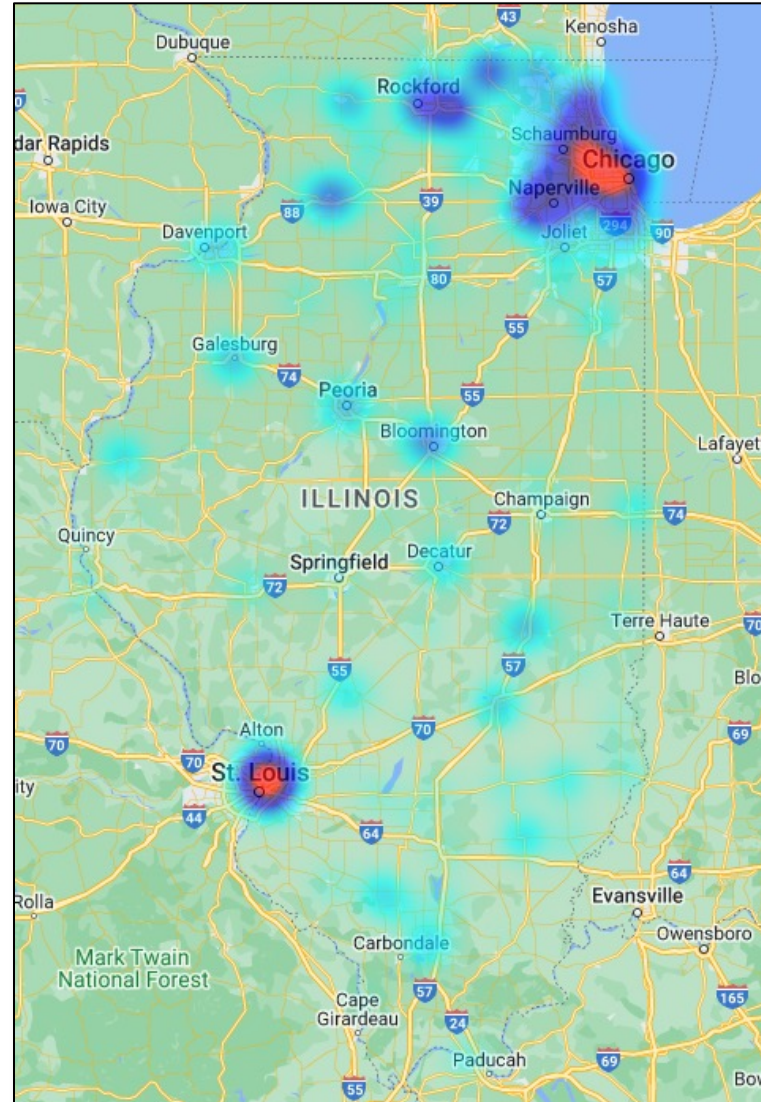 43
Kenosha
Dubuque
Rockford
Schaumburg
Chicago
dar Rapids
Naperville
Iowa City
88
39
294
90
Davenport
Joliet
80
57
55
Galesburg
74
Peoria
55
Bloomington
Lafayet
ILLINOIS
Champaign
72
74
Quincy
Springfield
Decatur
72
Terre Haute
70
57
55
Blo
Alton
70
70
70
69
St. Louis
ity
44
64
64
Rolla
Evansville
Owensboro
Carbondale
Mark Twain
National Forest
57
165
Cape
Girardeau
24
Paducah
69
55
Bow